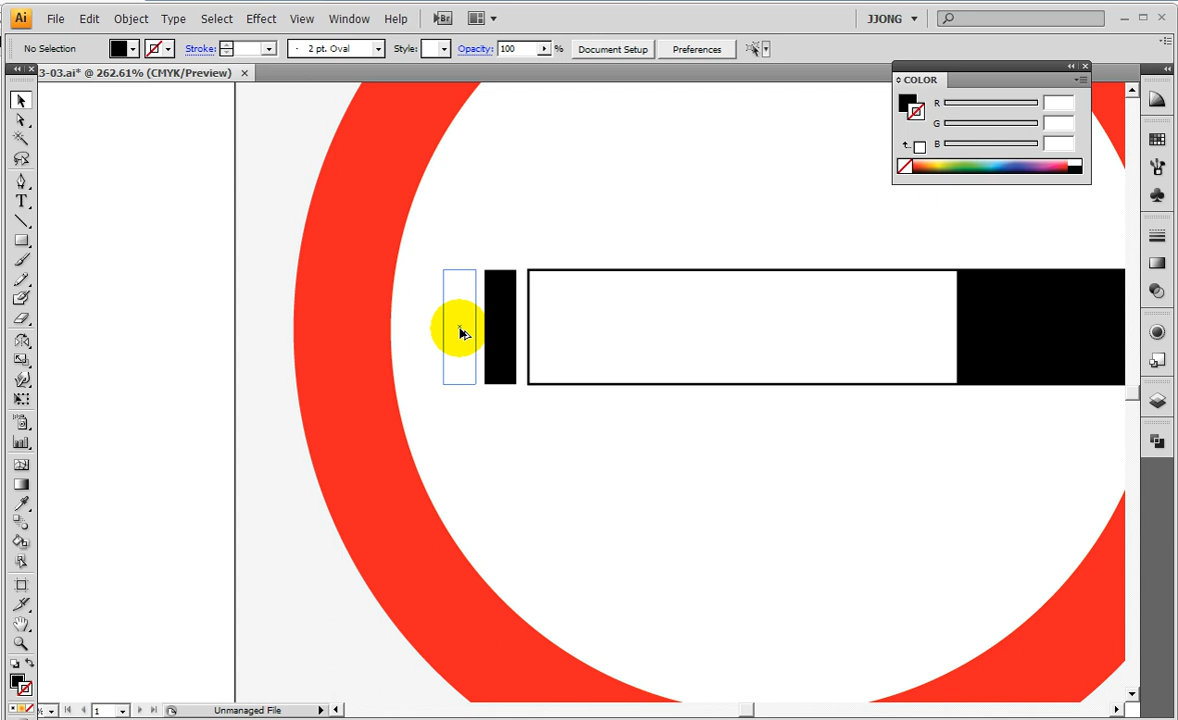 Ai File Edit Object Type Select Effect View Window Help Br JJONG
No Selection Stroke: 2 pt. Oval Style: Opacity: 100 % Document Setup Preferences
3-03.ai* @ 262.61% (CMYK/Preview)
COLOR
R
G
B
T
% 1 Unmanaged File